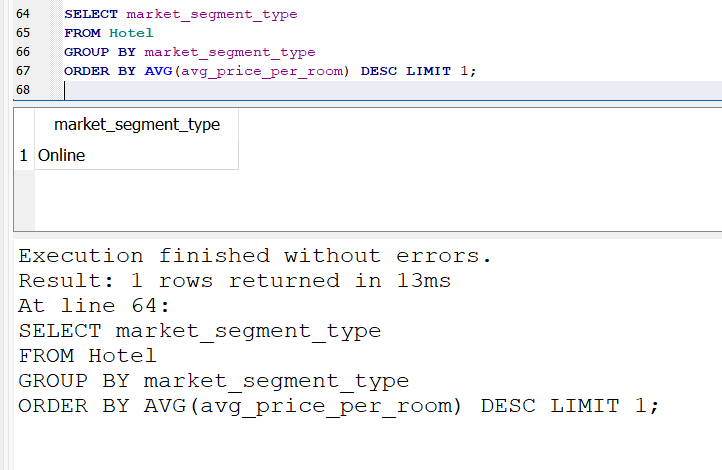 64 SELECT market_segment_type
65 FROM Hotel
66 GROUP BY market_segment_type
67 ORDER BY AVG(avg_price_per_room) DESC LIMIT 1;
68
market_segment_type
1 Online
Execution finished without errors.
Result: 1 rows returned in 13ms
At line 64:
SELECT market_segment_type
FROM Hotel
GROUP BY market_segment_type
ORDER BY AVG(avg_price_per_room) DESC LIMIT 1;